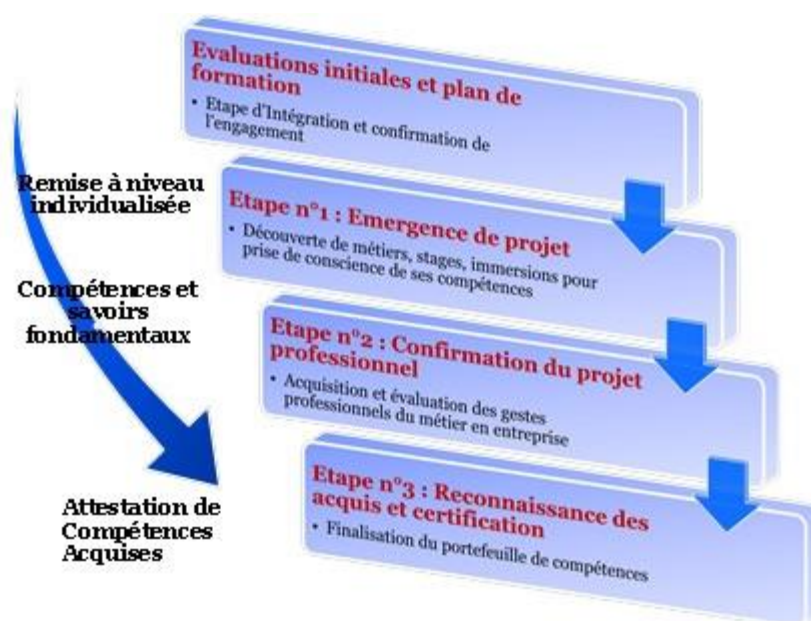 Evaluations initiales et plan de
formation
• Etape d'Intégration et confirmation de
l'engagement
Remise à niveau
individualisée
Etape n°1 : Emergence de projet
• Découverte de métiers, stages, immersions pour
prise de conscience de ses compétences
Compétences et
savoirs
fondamentaux
Etape n°2 : Confirmation du projet
professionnel
• Acquisition et évaluation des gestes
professionnels du métier en entreprise
Etape n°3 : Reconnaissance des
acquis et certification
• Finalisation du portefeuille de compétences
Attestation de
Compétences
Acquises